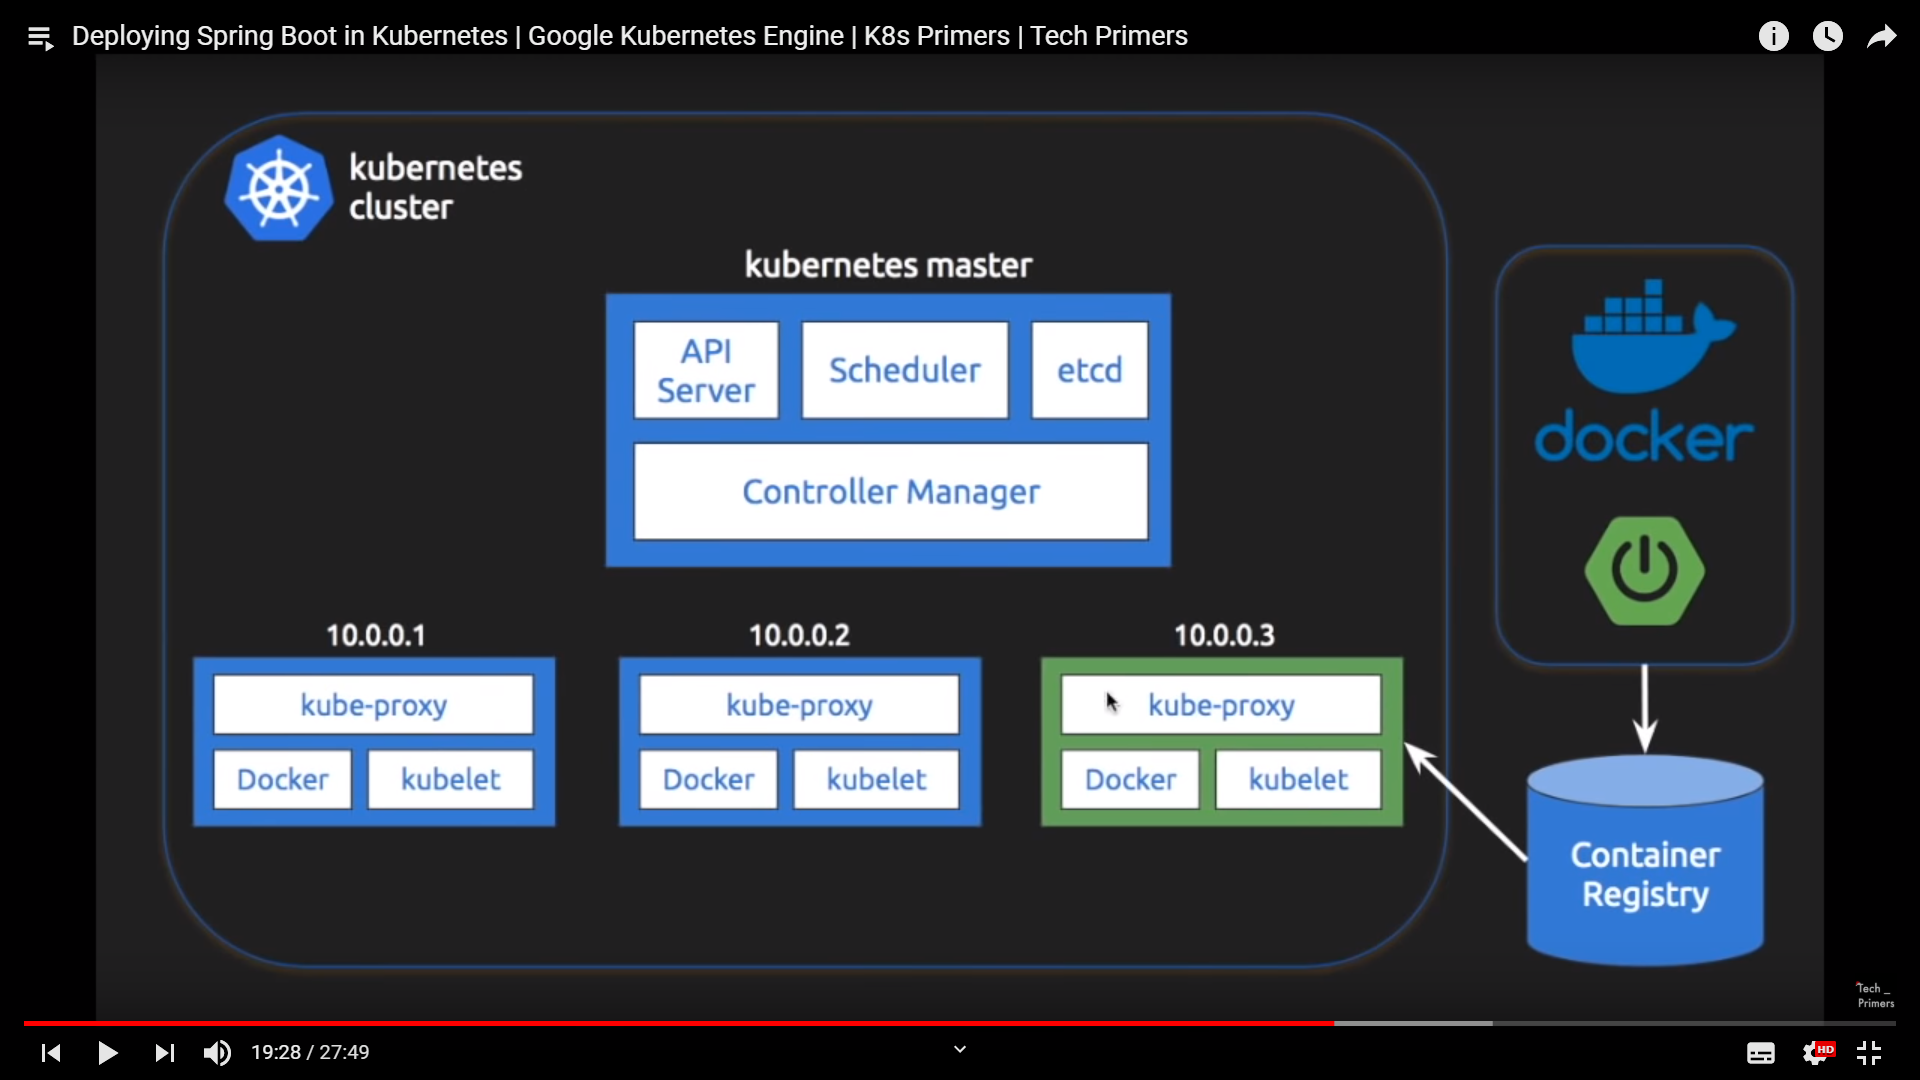 Deploying Spring Boot in Kubernetes | Google Kubernetes Engine | K8s Primers | Tech Primers
kubernetes
cluster
kubernetes master
API
Server
Scheduler
etcd
Controller Manager
docker
10.0.0.1
10.0.0.2
10.0.0.3
kube-proxy
kube-proxy
kube-proxy
Docker
kubelet
Docker
kubelet
Docker
kubelet
Container
Registry
Tech _
Primers
19:28 / 27:49
HD